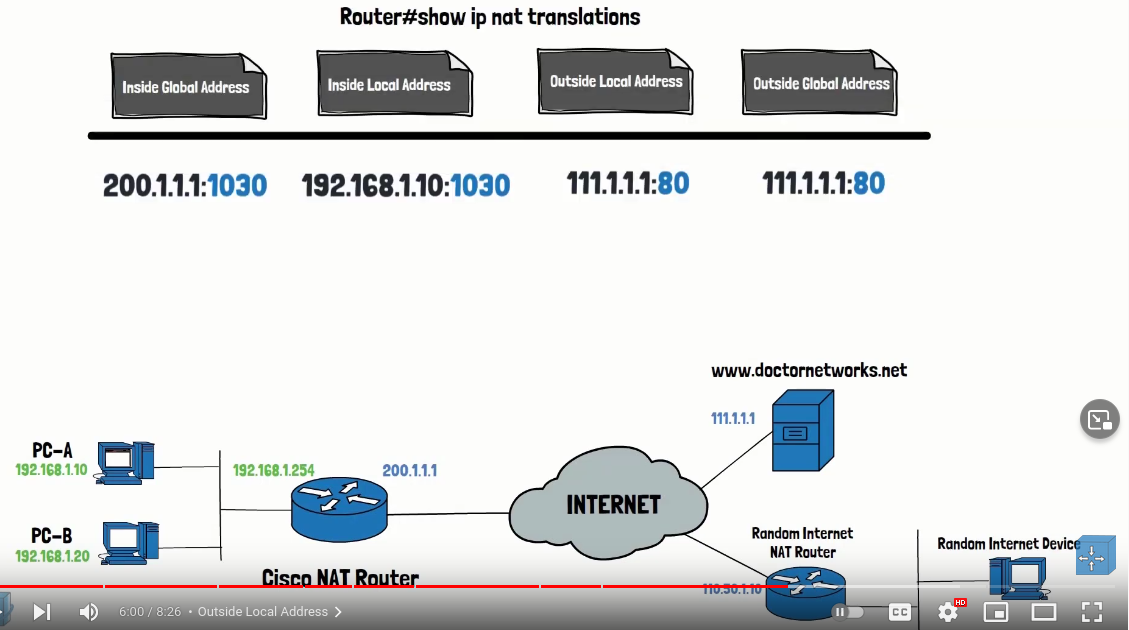 Router#show ip nat translations
Inside Global Address
Inside Local Address
Outside Local Address
Outside Global Address
200.1.1.1:1030
192.168.1.10:1030
111.1.1.1:80
111.1.1.1:80
www.doctornetworks.net
111.1.1.1
PC-A
192.168.1.10
192.168.1.254
200.1.1.1
INTERNET
PC-B
192.168.1.20
Random Internet
NAT Router
Random Internet Device
Cisco NAT Router
110.50.1.10
6:00 / 8:26 • Outside Local Address
CC
HD